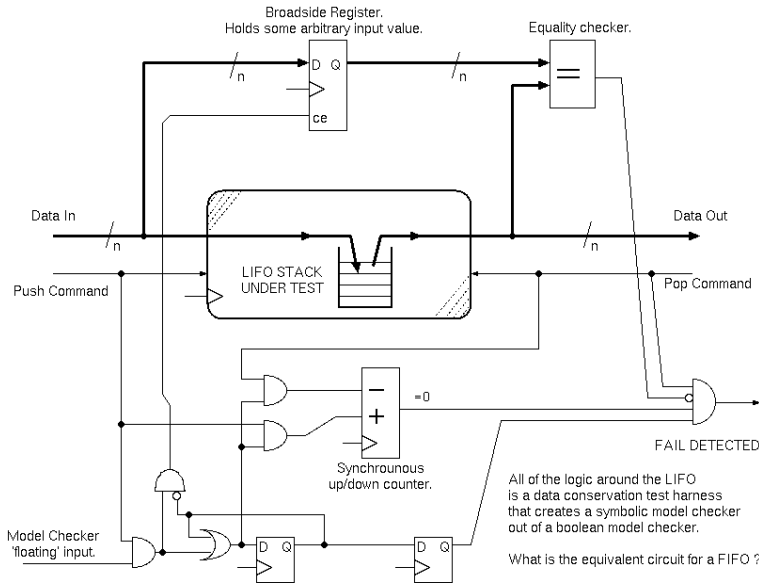 Broadside Register.
Holds some arbitrary input value.
Equality checker.
D Q
n
n
ce
=
Data In
n
Data Out
n
LIFO STACK
UNDER TEST
Push Command
Pop Command
−
=0
+
FAIL DETECTED
Synchrounous
up/down counter.
All of the logic around the LIFO
is a data conservation test harness
that creates a symbolic model checker
out of a boolean model checker.
What is the equivalent circuit for a FIFO ?
Model Checker
'floating' input.
D Q
D Q